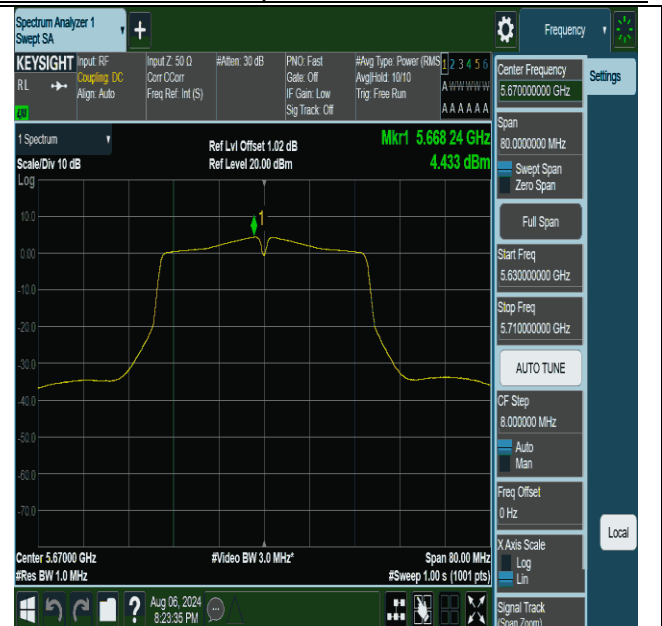 Spectrum Analyzer 1
Swept SA
+
Frequency
KEYSIGHT
RL
Input: RF
Coupling: DC
Align: Auto
Input Z: 50 Ω
Corr CCorr
Freq Ref: Int (S)
#Atten: 30 dB
PNO: Fast
Gate: Off
IF Gain: Low
Sig Track: Off
#Avg Type: Power (RMS
Avg|Hold: 10/10
Trig: Free Run
1 2 3 4 5 6
A W W W W W
A A A A A A
Center Frequency
5.670000000 GHz
Settings
Span
80.0000000 MHz
Swept Span
Zero Span
Full Span
Start Freq
5.630000000 GHz
Stop Freq
5.710000000 GHz
AUTO TUNE
CF Step
8.000000 MHz
Auto
Man
Freq Offset
0 Hz
X Axis Scale
Log
Lin
Local
Signal Track
(Span Zoom)
1 Spectrum
Scale/Div 10 dB
Ref Lvl Offset 1.02 dB
Ref Level 20.00 dBm
Mkr1 5.668 24 GHz
4.433 dBm
Log
1
10.0
0.00
-10.0
-20.0
-30.0
-40.0
-50.0
-60.0
-70.0
Center 5.67000 GHz
#Res BW 1.0 MHz
#Video BW 3.0 MHz*
Span 80.00 MHz
#Sweep 1.00 s (1001 pts)
?
Aug 06, 2024
8:23:35 PM